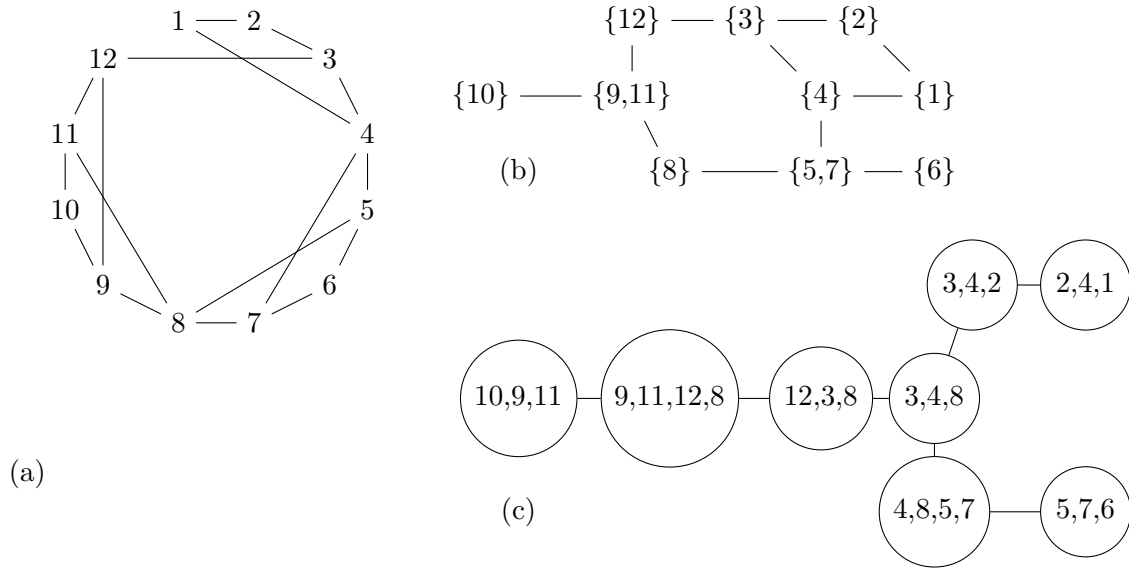 1 2
12 3
11 4
10 5
9 6
8 7
(a)
{12} {3} {2}
{10} {9,11} {4} {1}
(b) {8} {5,7} {6}
3,4,2 2,4,1
10,9,11 9,11,12,8 12,3,8 3,4,8
(c) 4,8,5,7 5,7,6